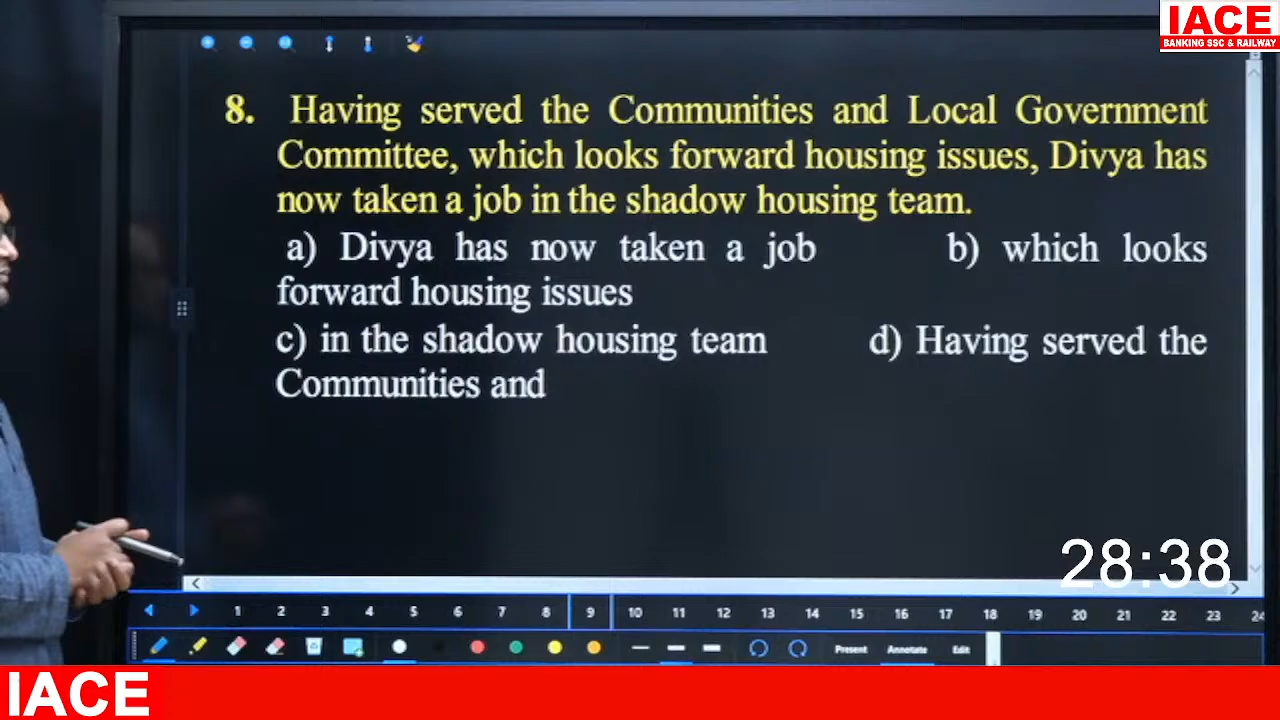 IACE
BANKING SSC & RAILWAY
8. Having served the Communities and Local Government
Committee, which looks forward housing issues, Divya has
now taken a job in the shadow housing team.
a) Divya has now taken a job b) which looks
forward housing issues
c) in the shadow housing team d) Having served the
Communities and
28:38
1 2 3 4 5 6 7 8 9 10 11 12 13 14 15 16 17 18 19 20 21 22 23 24
Present Annotate Edit
IACE